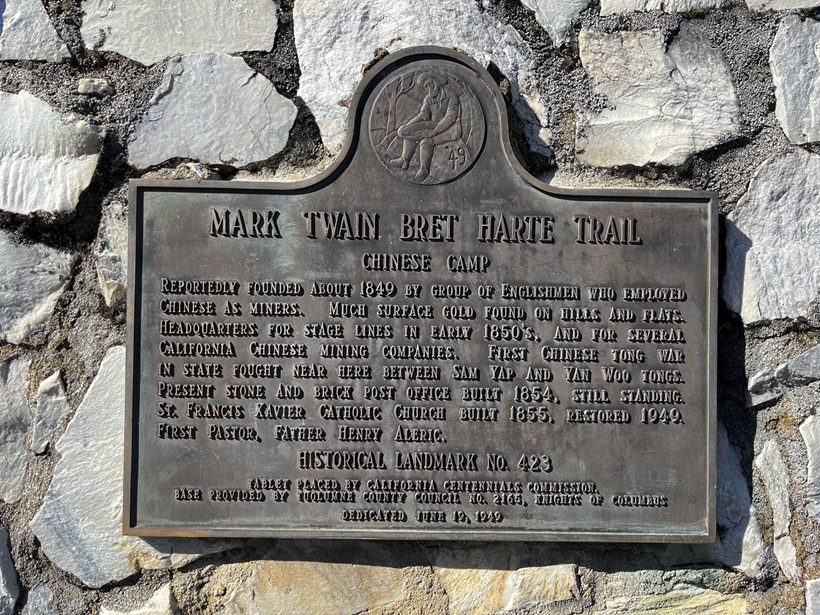 49
MARK TWAIN BRET HARTE TRAIL
CHINESE CAMP
REPORTEDLY FOUNDED ABOUT 1849 BY GROUP OF ENGLISHMEN WHO EMPLOYED
CHINESE AS MINERS. MUCH SURFACE GOLD FOUND ON HILLS AND FLATS.
HEADQUARTERS FOR STAGE LINES IN EARLY 1850'S, AND FOR SEVERAL
CALIFORNIA CHINESE MINING COMPANIES. FIRST CHINESE TONG WAR
IN STATE FOUGHT NEAR HERE BETWEEN SAM YAP AND YAN WOO TONGS.
PRESENT STONE AND BRICK POST OFFICE BUILT 1854, STILL STANDING.
ST. FRANCIS XAVIER CATHOLIC CHURCH BUILT 1855, RESTORED 1949.
FIRST PASTOR, FATHER HENRY ALERIC.
HISTORICAL LANDMARK NO. 423
TABLET PLACED BY CALIFORNIA CENTENNIALS COMMISSION.
BASE PROVIDED BY TUOLUMNE COUNTY COUNCIL NO. 2165, KNIGHTS OF COLUMBUS
DEDICATED JUNE 19, 1949